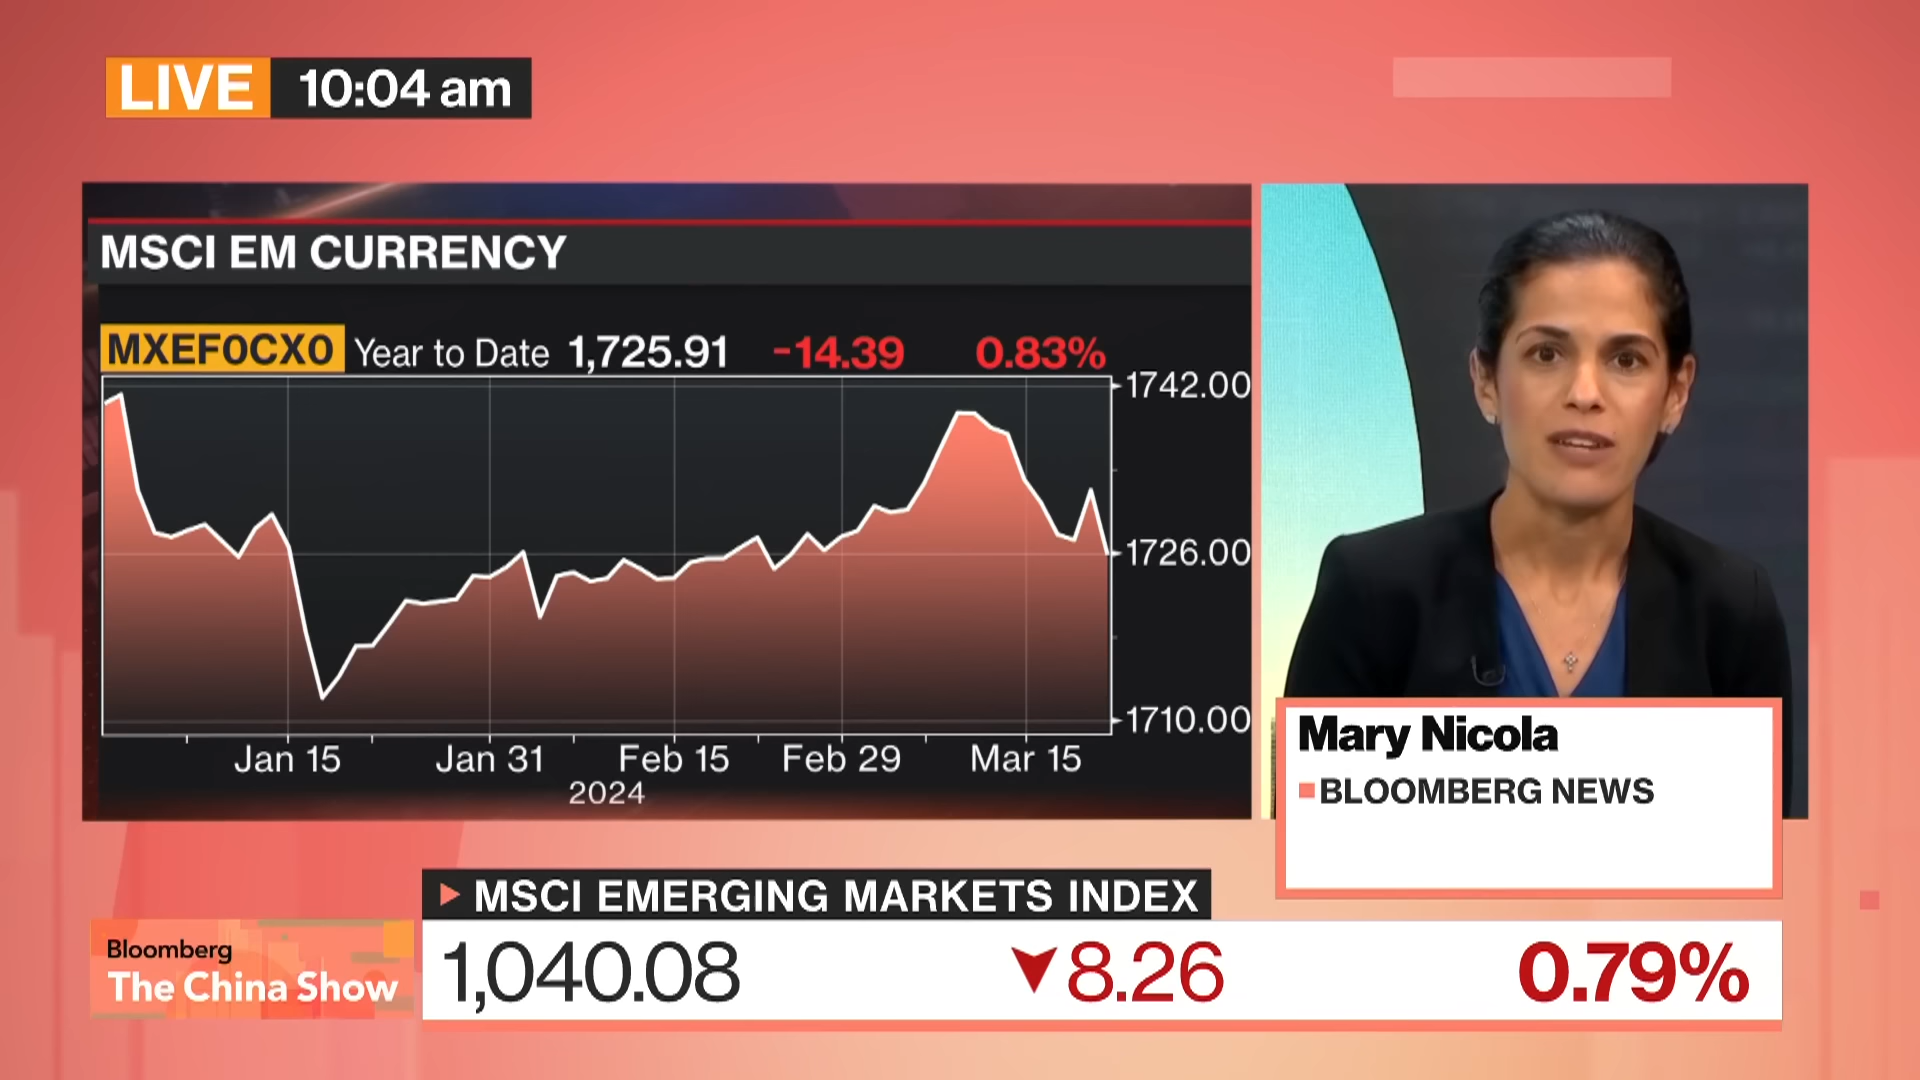 LIVE 10:04 am
MSCI EM CURRENCY
MXEF0CX0 Year to Date 1,725.91 -14.39 0.83%
1742.00
1726.00
1710.00
Jan 15 Jan 31 Feb 15 Feb 29 Mar 15
2024
Mary Nicola
BLOOMBERG NEWS
MSCI EMERGING MARKETS INDEX
1,040.08 8.26 0.79%
Bloomberg
The China Show